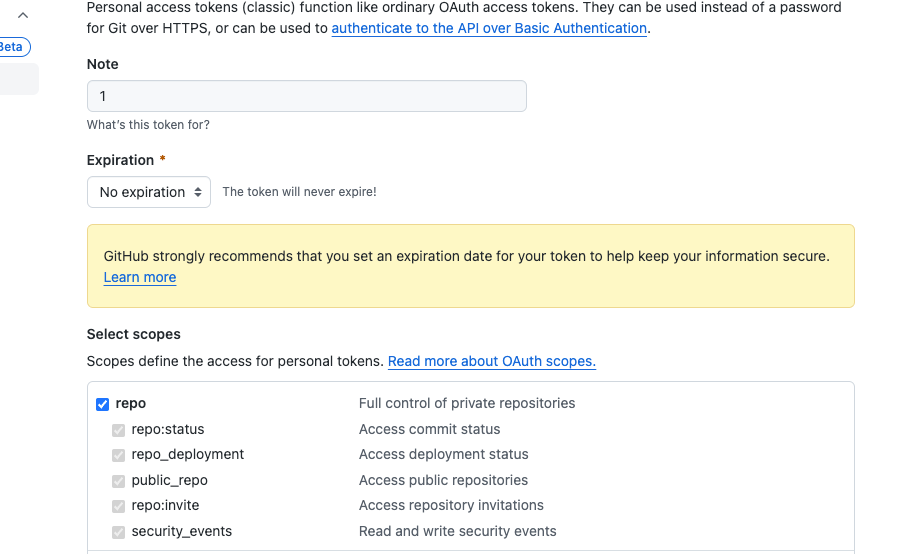 Personal access tokens (classic) function like ordinary OAuth access tokens. They can be used instead of a password
for Git over HTTPS, or can be used to authenticate to the API over Basic Authentication.
Beta
Note
1
What's this token for?
Expiration *
No expiration The token will never expire!
GitHub strongly recommends that you set an expiration date for your token to help keep your information secure.
Learn more
Select scopes
Scopes define the access for personal tokens. Read more about OAuth scopes.
repo Full control of private repositories
repo:status Access commit status
repo_deployment Access deployment status
public_repo Access public repositories
repo:invite Access repository invitations
security_events Read and write security events